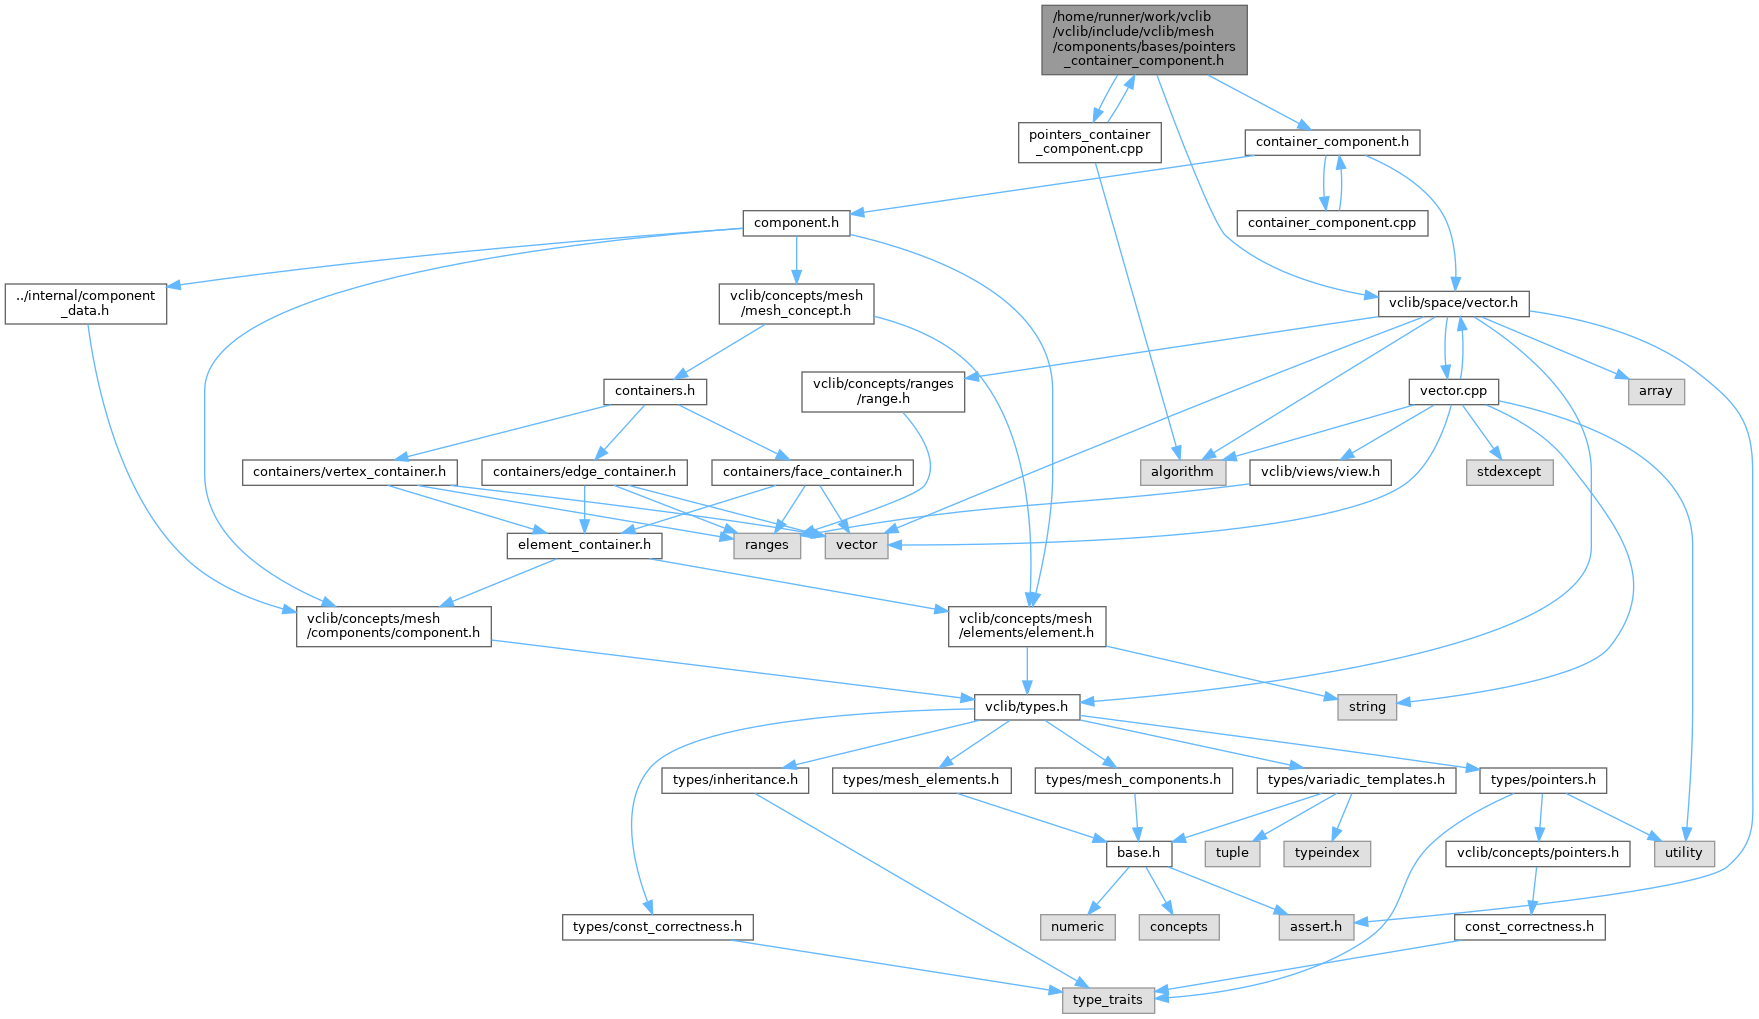 /home/runner/work/vclib
/vclib/include/vclib/mesh
/components/bases/pointers
_container_component.h
pointers_container
_component.cpp
container_component.h
component.h
container_component.cpp
../internal/component
_data.h
vclib/concepts/mesh
/mesh_concept.h
vclib/space/vector.h
containers.h
vclib/concepts/ranges
/range.h
vector.cpp
array
containers/vertex_container.h
containers/edge_container.h
containers/face_container.h
algorithm
vclib/views/view.h
stdexcept
element_container.h
ranges
vector
vclib/concepts/mesh
/components/component.h
vclib/concepts/mesh
/elements/element.h
vclib/types.h
string
types/inheritance.h
types/mesh_elements.h
types/mesh_components.h
types/variadic_templates.h
types/pointers.h
base.h
tuple
typeindex
vclib/concepts/pointers.h
utility
types/const_correctness.h
numeric
concepts
assert.h
const_correctness.h
type_traits